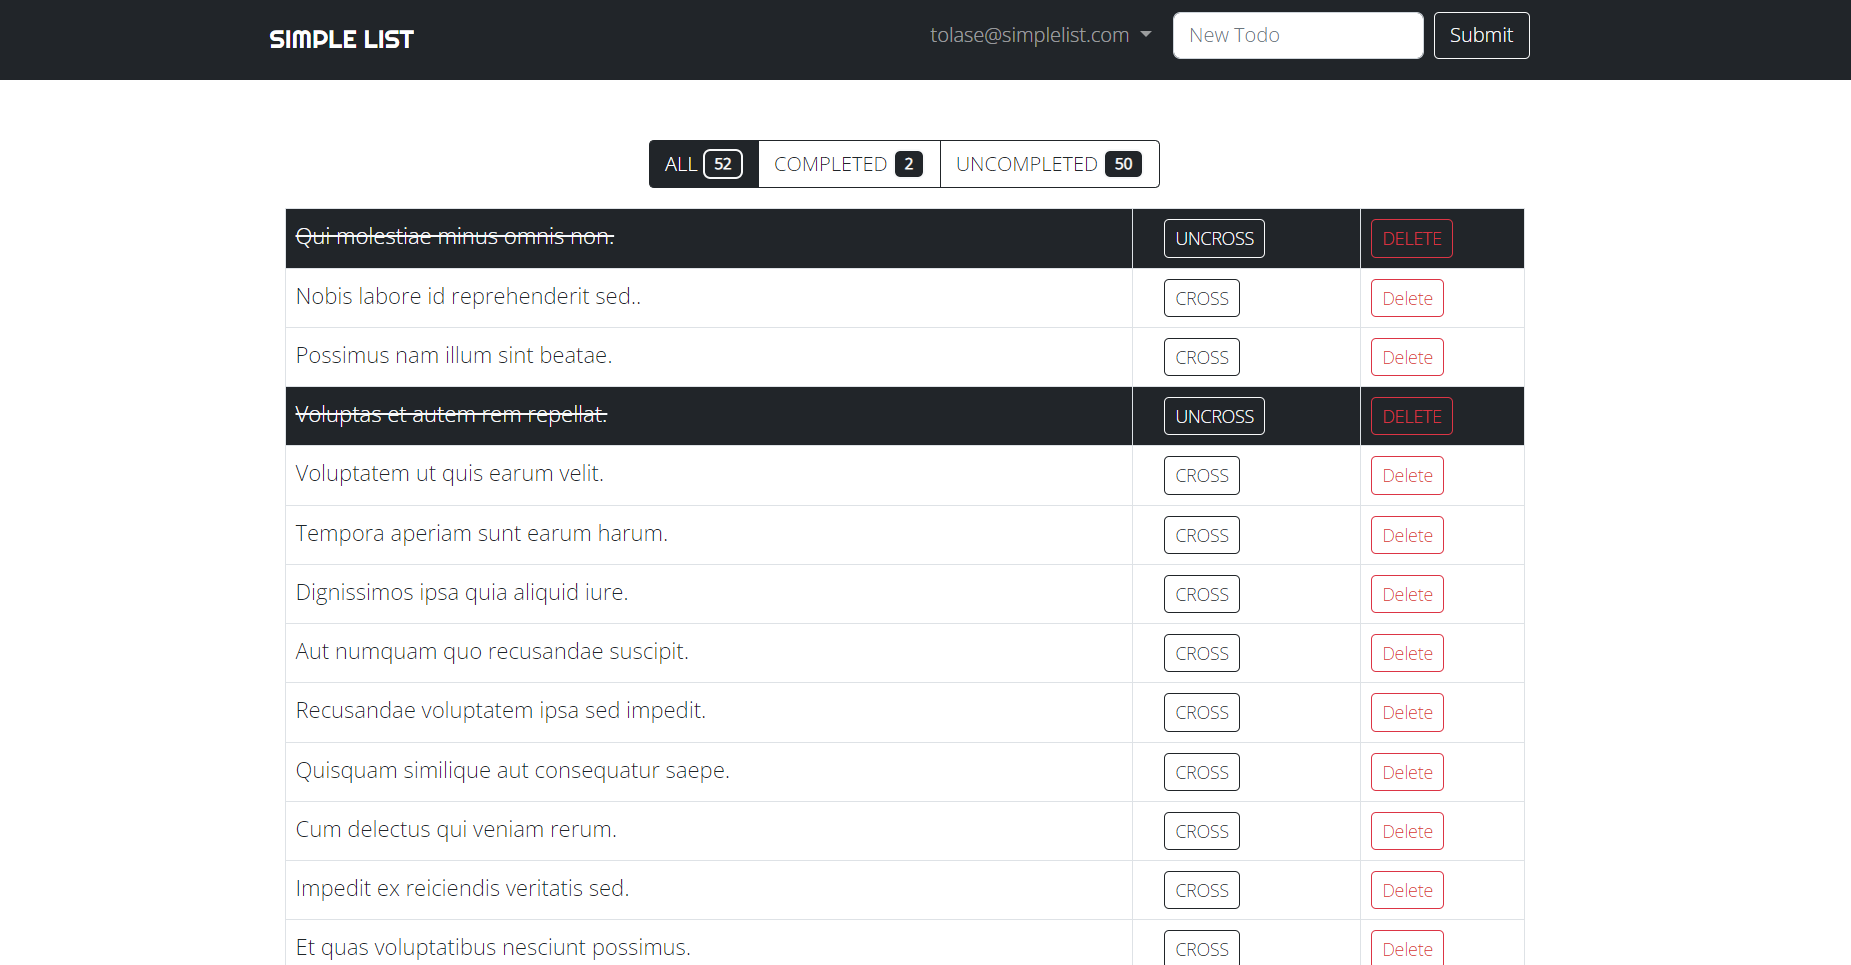 SIMPLE LIST tolase@simplelist.com New Todo Submit
ALL 52 COMPLETED 2 UNCOMPLETED 50
Qui molestiae minus omnis non. UNCROSS DELETE
Nobis labore id reprehenderit sed.. CROSS Delete
Possimus nam illum sint beatae. CROSS Delete
Voluptas et autem rem repellat. UNCROSS DELETE
Voluptatem ut quis earum velit. CROSS Delete
Tempora aperiam sunt earum harum. CROSS Delete
Dignissimos ipsa quia aliquid iure. CROSS Delete
Aut numquam quo recusandae suscipit. CROSS Delete
Recusandae voluptatem ipsa sed impedit. CROSS Delete
Quisquam similique aut consequatur saepe. CROSS Delete
Cum delectus qui veniam rerum. CROSS Delete
Impedit ex reiciendis veritatis sed. CROSS Delete
Et quas voluptatibus nesciunt possimus. CROSS Delete